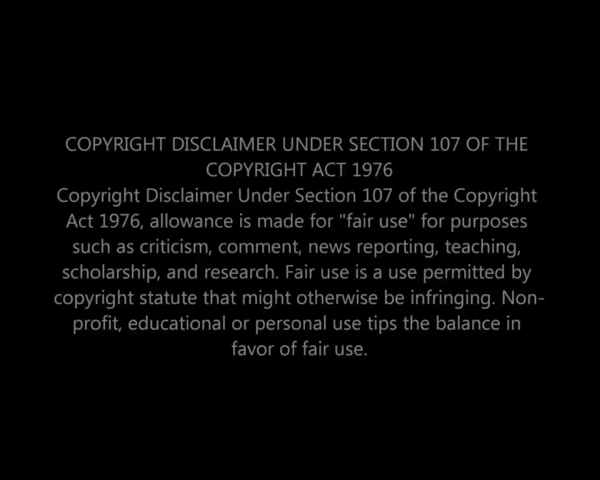 COPYRIGHT DISCLAIMER UNDER SECTION 107 OF THE
COPYRIGHT ACT 1976
Copyright Disclaimer Under Section 107 of the Copyright
Act 1976, allowance is made for "fair use" for purposes
such as criticism, comment, news reporting, teaching,
scholarship, and research. Fair use is a use permitted by
copyright statute that might otherwise be infringing. Non-
profit, educational or personal use tips the balance in
favor of fair use.